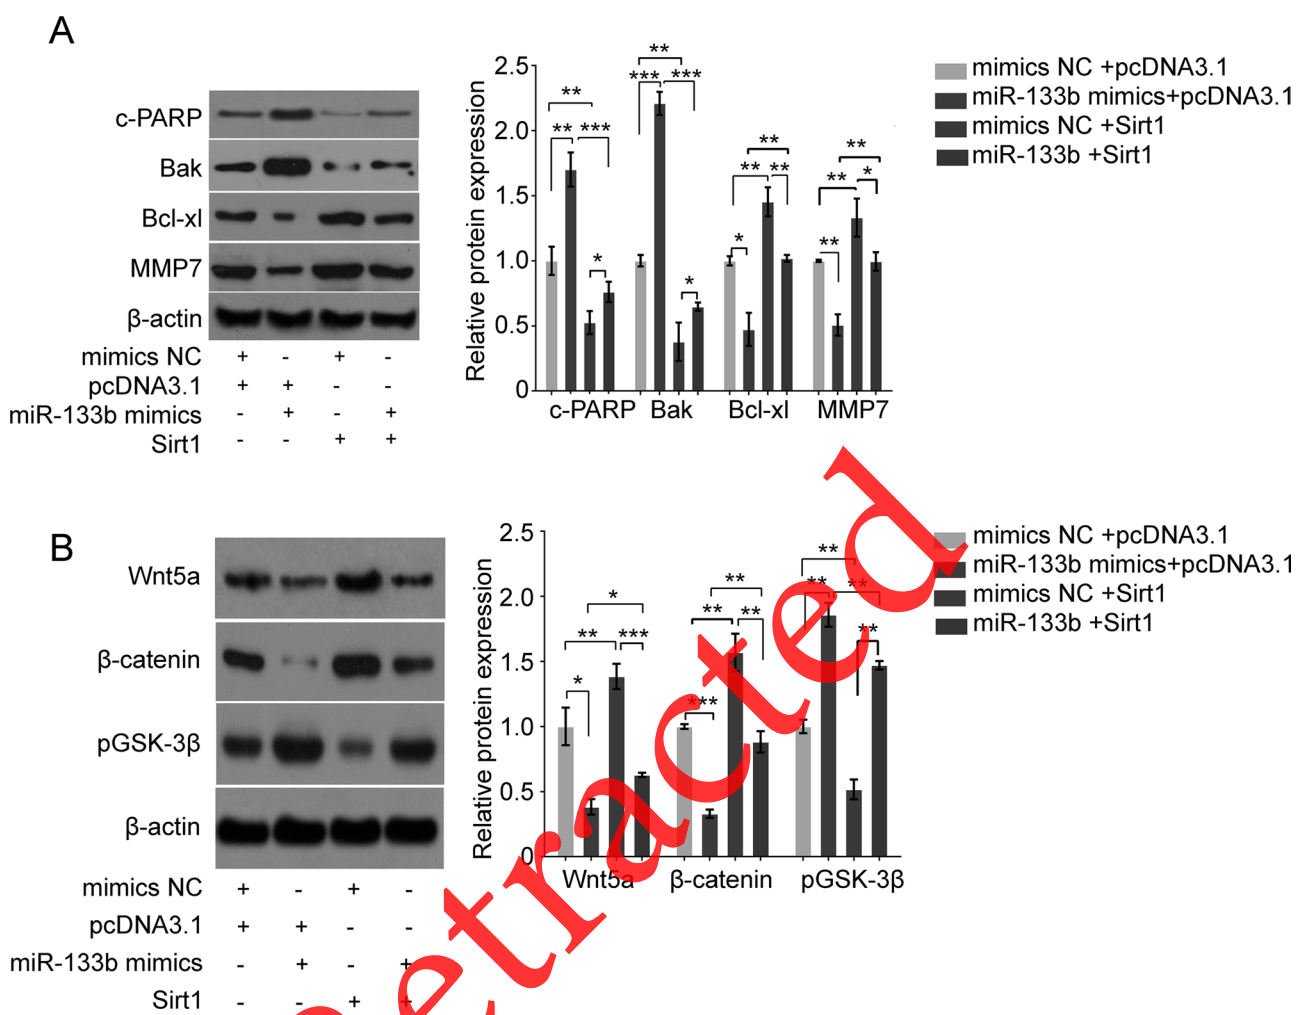 A
c-PARP
Bak
Bcl-xl
MMP7
β-actin
mimics NC + - + -
pcDNA3.1 + + - -
miR-133b mimics - + - +
Sirt1 - - + +
Relative protein expression
2.5
2.0
1.5
1.0
0.5
0
** ** ***
** *** ***
* *
** ** ** *
** ** * **
c-PARP Bak Bcl-xl MMP7
mimics NC +pcDNA3.1
miR-133b mimics+pcDNA3.1
mimics NC +Sirt1
miR-133b +Sirt1
B
Wnt5a
β-catenin
pGSK-3β
β-actin
mimics NC + - + -
pcDNA3.1 + + - -
miR-133b mimics - + - +
Sirt1 - - + +
Relative protein expression
2.5
2.0
1.5
1.0
0.5
0
* ** *** *
*** ** ** **
** ** ** **
Wnt5a β-catenin pGSK-3β
mimics NC +pcDNA3.1
miR-133b mimics+pcDNA3.1
mimics NC +Sirt1
miR-133b +Sirt1
etracted